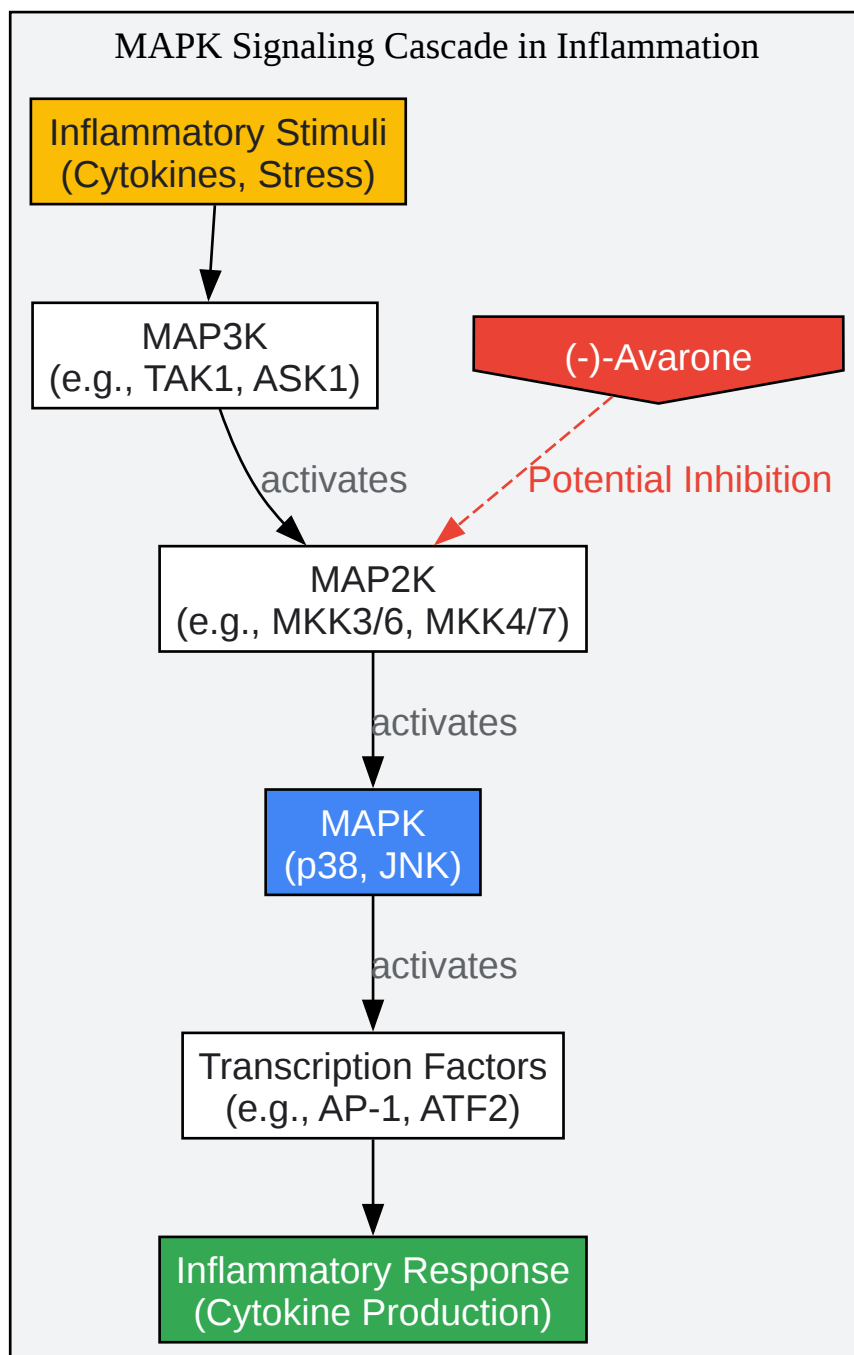 MAPK Signaling Cascade in Inflammation
Inflammatory Stimuli
(Cytokines, Stress)
MAP3K
(e.g., TAK1, ASK1)
(-)-Avarone
activates
Potential Inhibition
MAP2K
(e.g., MKK3/6, MKK4/7)
activates
MAPK
(p38, JNK)
activates
Transcription Factors
(e.g., AP-1, ATF2)
Inflammatory Response
(Cytokine Production)